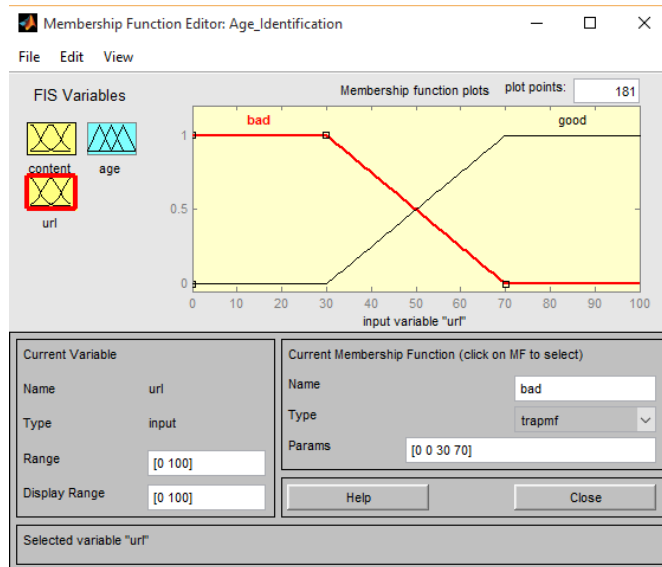 Membership Function Editor: Age_Identification
File Edit View
FIS Variables
Membership function plots plot points: 181
content age
url
bad good
1
0.5
0
0 10 20 30 40 50 60 70 80 90 100
input variable "url"
Current Variable
Name url
Type input
Range [0 100]
Display Range [0 100]
Current Membership Function (click on MF to select)
Name bad
Type trapmf
Params [0 0 30 70]
Help Close
Selected variable "url"